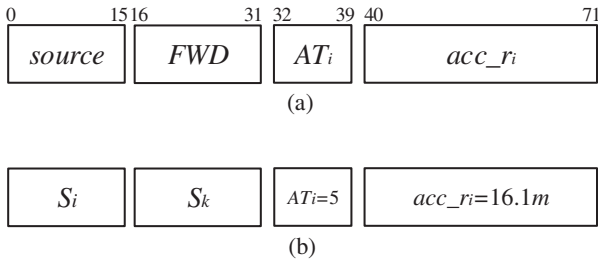 0 15 16 31 32 39 40 71
source FWD ATi acc_ri
(a)
Si Sk ATi=5 acc_ri=16.1m
(b)